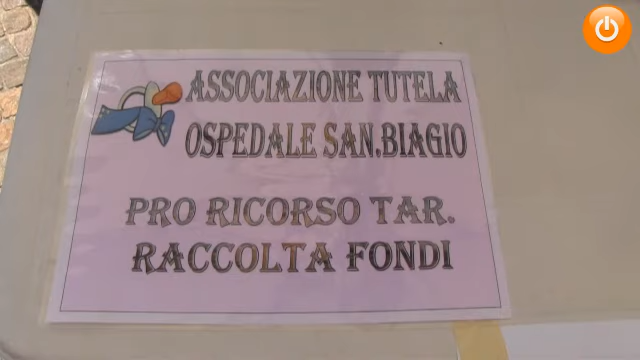 ASSOCIAZIONE TUTELA
OSPEDALE SAN.BIAGIO
PRO RICORSO TAR.
RACCOLTA FONDI